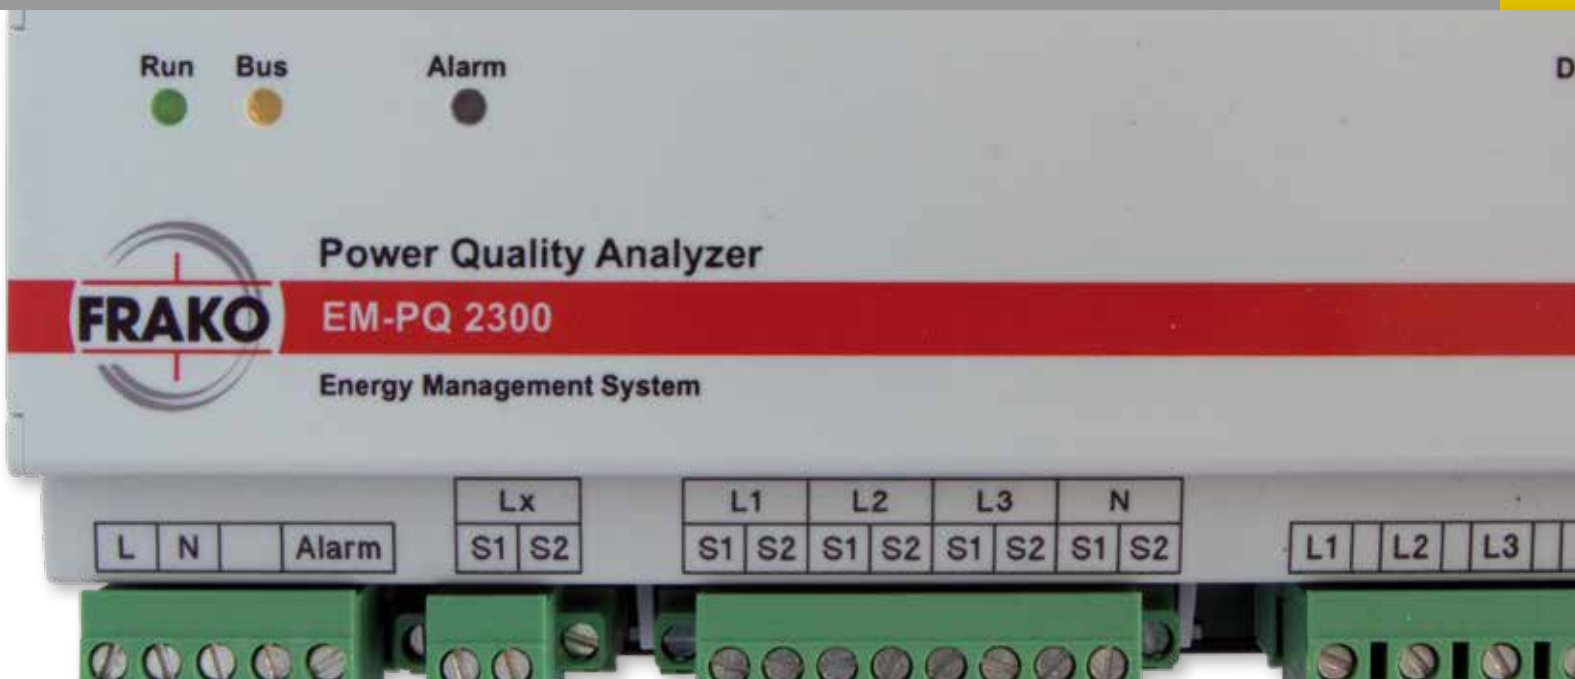 Run Bus Alarm D
Power Quality Analyzer
FRAKO
EM-PQ 2300
Energy Management System
Lx L1 L2 L3 N
L N Alarm S1 S2 S1 S2 S1 S2 S1 S2 S1 S2 L1 L2 L3